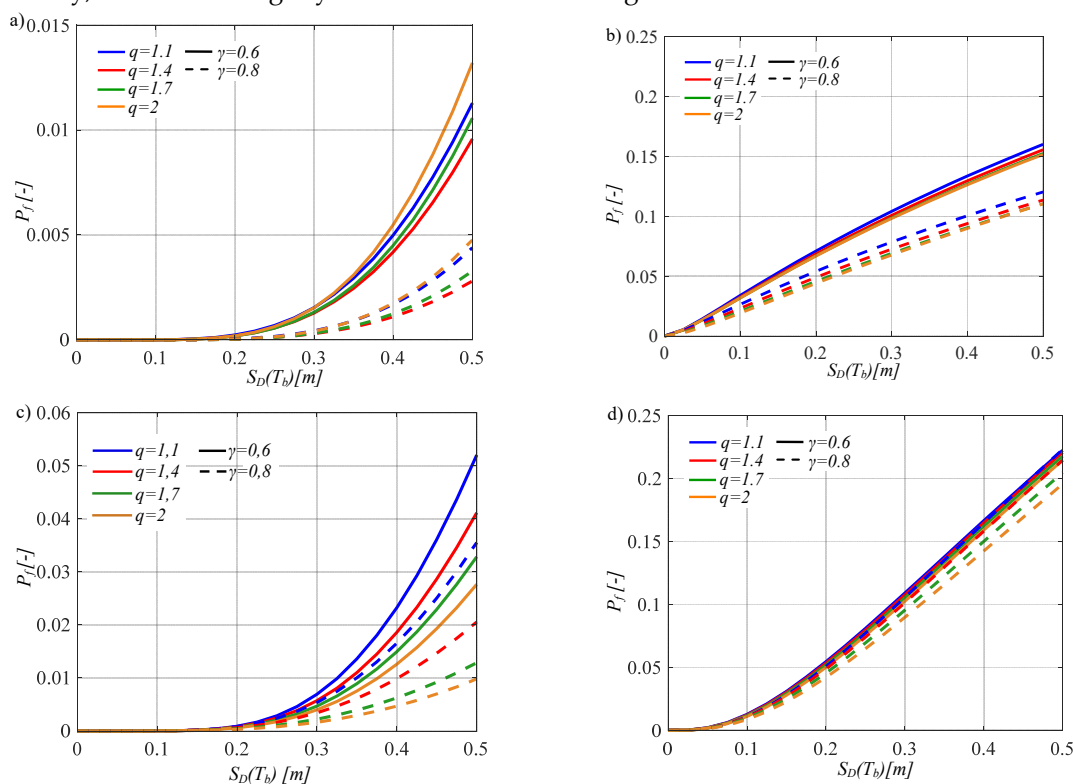 a)
0.015
q=1.1 γ=0.6
q=1.4 γ=0.8
q=1.7
q=2
0.01
P_f [-]
0.005
0
0 0.1 0.2 0.3 0.4 0.5
S_D(T_b)[m]
b)
0.25
q=1.1 γ=0.6
q=1.4 γ=0.8
q=1.7
q=2
0.2
0.15
P_f [-]
0.1
0.05
0
0.1 0.2 0.3 0.4 0.5
S_D(T_b)[m]
c)
0.06
q=1,1 γ=0,6
q=1,4 γ=0,8
q=1,7
q=2
0.05
0.04
0.03
P_f [-]
0.02
0.01
0
0 0.1 0.2 0.3 0.4 0.5
S_D(T_b) [m]
d)
0.25
q=1.1 γ=0.6
q=1.4 γ=0.8
q=1.7
q=2
0.2
0.15
P_f [-]
0.1
0.05
0
0 0.1 0.2 0.3 0.4 0.5
S_D(T_b) [m]